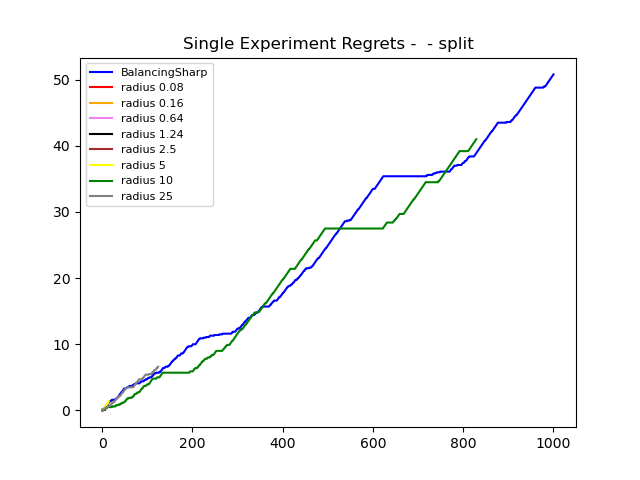 Single Experiment Regrets -  - split
BalancingSharp
radius 0.08
radius 0.16
radius 0.64
radius 1.24
radius 2.5
radius 5
radius 10
radius 25
50
40
30
20
10
0
0 200 400 600 800 1000